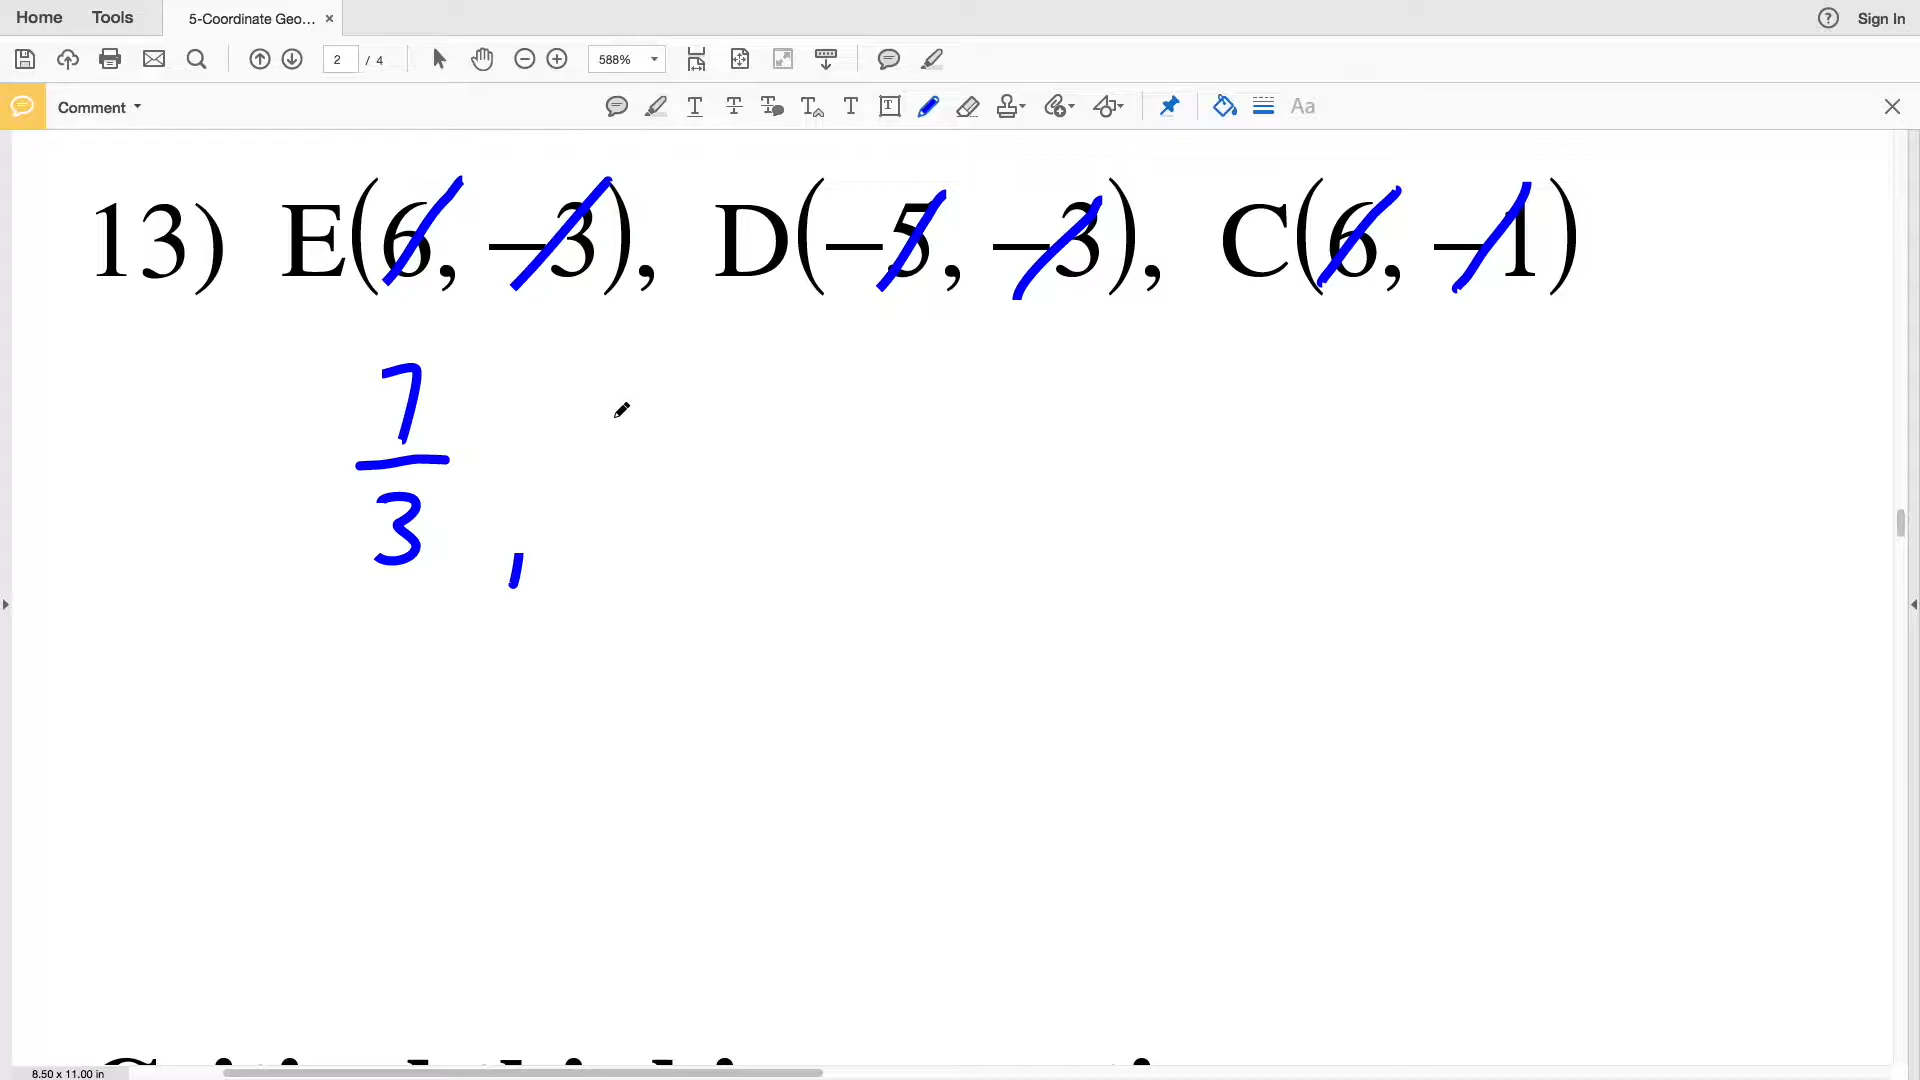 Home Tools 5-Coordinate Geo... × ? Sign In
2 / 4 588%
Comment T T T T T T Aa
13) E(6, −3), D(−5, −3), C(6, −1)
7
3 ,
8.50 x 11.00 in